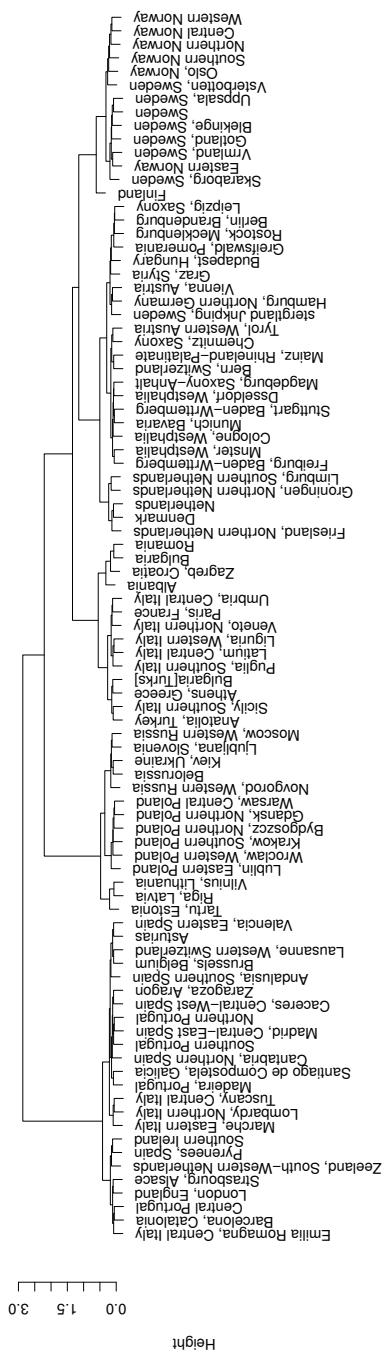 Western Norway
Central Norway
Northern Norway
Southern Norway
Oslo, Norway
Vsterbotten, Sweden
Uppsala, Sweden
Sweden
Blekinge, Sweden
Gotland, Sweden
Vrmland, Sweden
Eastern Norway
Skaraborg, Sweden
Finland
Leipzig, Saxony
Berlin, Brandenburg
Rostock, Mecklenburg
Greifswald, Pomerania
Budapest, Hungary
Graz, Styria
Vienna, Austria
Hamburg, Northern Germany
stergtland Jnkping, Sweden
Tyrol, Western Austria
Chemnitz, Saxony
Mainz, Rhineland−Palatinate
Bern, Switzerland
Magdeburg, Saxony−Anhalt
Dsseldorf, Westphalia
Stuttgart, Baden−Wrttemberg
Munich, Bavaria
Cologne, Westphalia
Mnster, Westphalia
Freiburg, Baden−Wrttemberg
Limburg, Southern Netherlands
Groningen, Northern Netherlands
Netherlands
Denmark
Friesland, Northern Netherlands
Romania
Bulgaria
Zagreb, Croatia
Albania
Umbria, Central Italy
Paris, France
Veneto, Northern Italy
Liguria, Western Italy
Latium, Central Italy
Puglia, Southern Italy
Bulgaria[Turks]
Athens, Greece
Sicily, Southern Italy
Anatolia, Turkey
Moscow, Western Russia
Ljubljana, Slovenia
Kiev, Ukraine
Belorussia
Novgorod, Western Russia
Warsaw, Central Poland
Gdansk, Northern Poland
Bydgoszcz, Northern Poland
Krakow, Southern Poland
Wroclaw, Western Poland
Lublin, Eastern Poland
Vilnius, Lithuania
Riga, Latvia
Tartu, Estonia
Valencia, Eastern Spain
Asturias
Lausanne, Western Switzerland
Brussels, Belgium
Andalusia, Southern Spain
Zaragoza, Aragon
Caceres, Central−West Spain
Northern Portugal
Madrid, Central−East Spain
Southern Portugal
Cantabria, Northern Spain
Santiago de Compostela, Galicia
Madeira, Portugal
Tuscany, Central Italy
Lombardy, Northern Italy
Marche, Eastern Italy
Southern Ireland
Pyrenees, Spain
Zeeland, South−Western Netherlands
Strasbourg, Alsace
London, England
Central Portugal
Barcelona, Catalonia
Emilia Romagna, Central Italy
3.0
1.5
0.0
Height